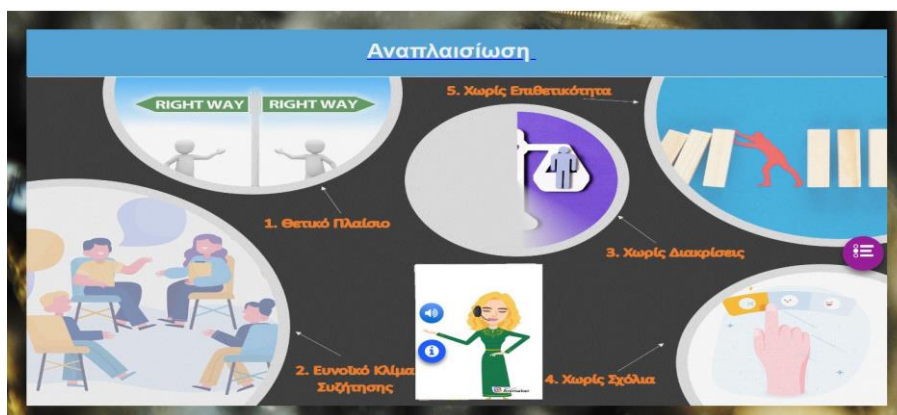 Αναπλαισίωση
RIGHT WAY RIGHT WAY
5. Χωρίς Επιθετικότητα
1. Θετικό Πλαίσιο
3. Χωρίς Διακρίσεις
2. Ευνοϊκό Κλίμα
Συζήτησης
4. Χωρίς Σχόλια